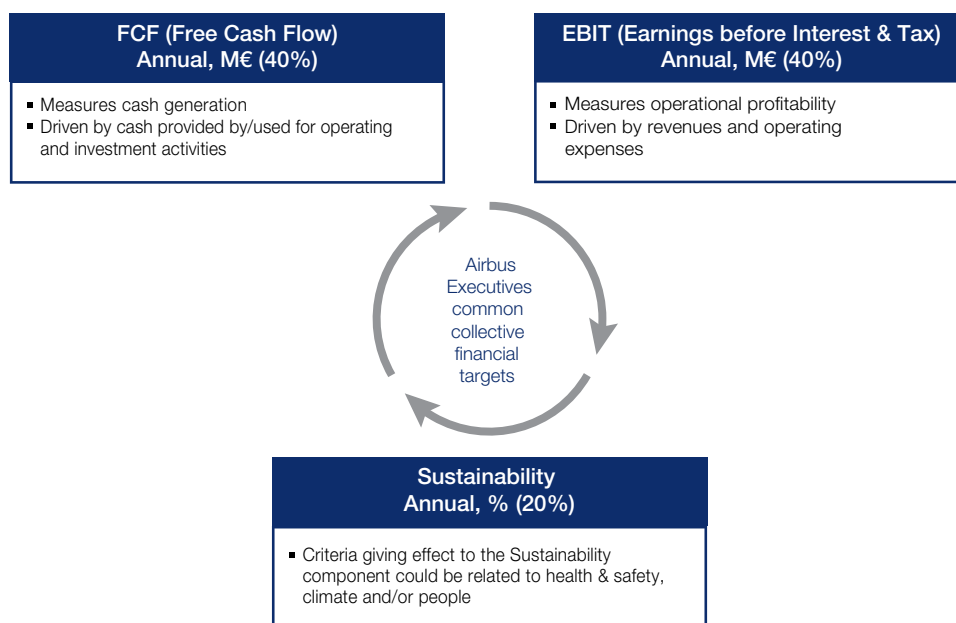 FCF (Free Cash Flow)
Annual, M€ (40%)
▪ Measures cash generation
▪ Driven by cash provided by/used for operating
and investment activities
EBIT (Earnings before Interest & Tax)
Annual, M€ (40%)
▪ Measures operational profitability
▪ Driven by revenues and operating
expenses
Airbus
Executives
common
collective
financial
targets
Sustainability
Annual, % (20%)
▪ Criteria giving effect to the Sustainability
component could be related to health & safety,
climate and/or people